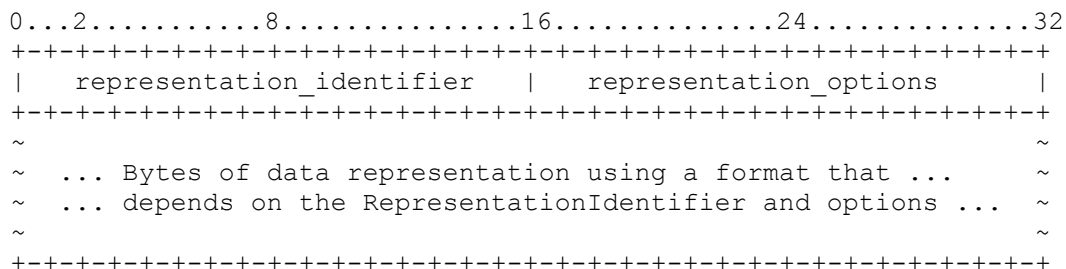 0...2...........8...............16..............24..............32
+-+-+-+-+-+-+-+-+-+-+-+-+-+-+-+-+-+-+-+-+-+-+-+-+-+-+-+-+-+-+-+-+
|   representation_identifier   |   representation_options      |
+-+-+-+-+-+-+-+-+-+-+-+-+-+-+-+-+-+-+-+-+-+-+-+-+-+-+-+-+-+-+-+-+
~                                                               ~
~  ... Bytes of data representation using a format that ...     ~
~  ... depends on the RepresentationIdentifier and options ...  ~
~                                                               ~
+-+-+-+-+-+-+-+-+-+-+-+-+-+-+-+-+-+-+-+-+-+-+-+-+-+-+-+-+-+-+-+-+